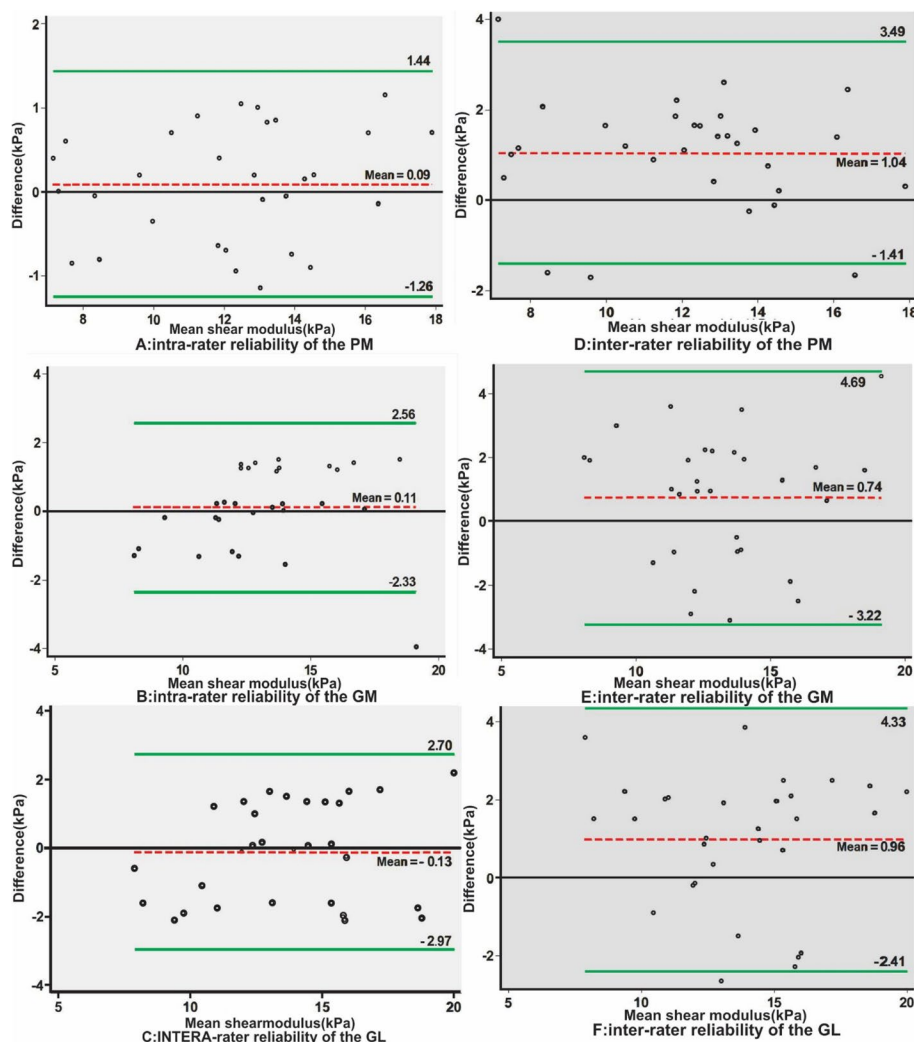 2
1
0
-1
Difference(kPa)
1.44
Mean = 0.09
-1.26
8
10
12
14
16
18
Mean shear modulus(kPa)
A:intra-rater reliability of the PM
4
2
0
-2
Difference(kPa)
3.49
Mean = 1.04
- 1.41
8
10
12
14
16
18
Mean shear modulus(kPa)
D:inter-rater reliability of the PM
4
2
0
-2
-4
Difference(kPa)
2.56
Mean = 0.11
-2.33
5
10
15
20
Mean shear modulus(kPa)
B:intra-rater reliability of the GM
4
2
0
-2
-4
Difference(kPa)
4.69
Mean = 0.74
- 3.22
5
10
15
20
Mean shear modulus(kPa)
E:inter-rater reliability of the GM
4
2
0
-2
-4
Difference(kPa)
2.70
Mean = - 0.13
- 2.97
5
10
15
20
Mean shearmodulus(kPa)
C:INTERA-rater reliability of the GL
4
2
0
-2
Difference(kPa)
4.33
Mean = 0.96
-2.41
5
10
15
20
Mean shear modulus(kPa)
F:inter-rater reliability of the GL